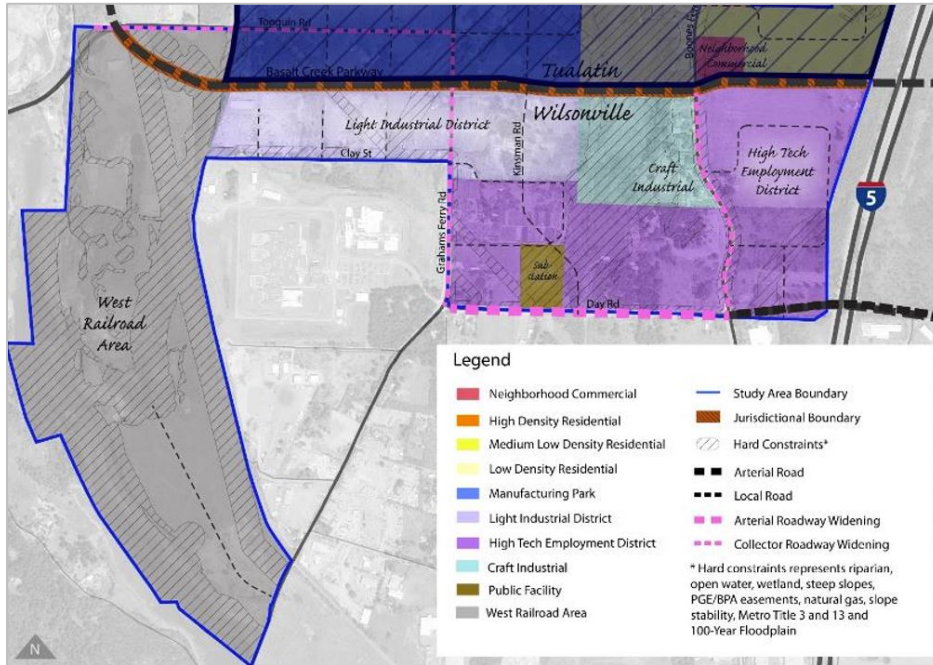 Tonquin Rd
Boones Ferry
Neighborhood
Commercial
Basalt Creek Parkway
Tualatin
Wilsonville
Light Industrial District
Kinsman Rd
Clay St
Craft
Industrial
High Tech
Employment
District
5
Grahams Ferry Rd
Sub-
station
Day Rd
West
Railroad
Area
Legend
Neighborhood Commercial
High Density Residential
Medium Low Density Residential
Low Density Residential
Manufacturing Park
Light Industrial District
High Tech Employment District
Craft Industrial
Public Facility
West Railroad Area
Study Area Boundary
Jurisdictional Boundary
Hard Constraints*
Arterial Road
Local Road
Arterial Roadway Widening
Collector Roadway Widening
* Hard constraints represents riparian,
open water, wetland, steep slopes,
PGE/BPA easements, natural gas, slope
stability, Metro Title 3 and 13 and
100-Year Floodplain
N